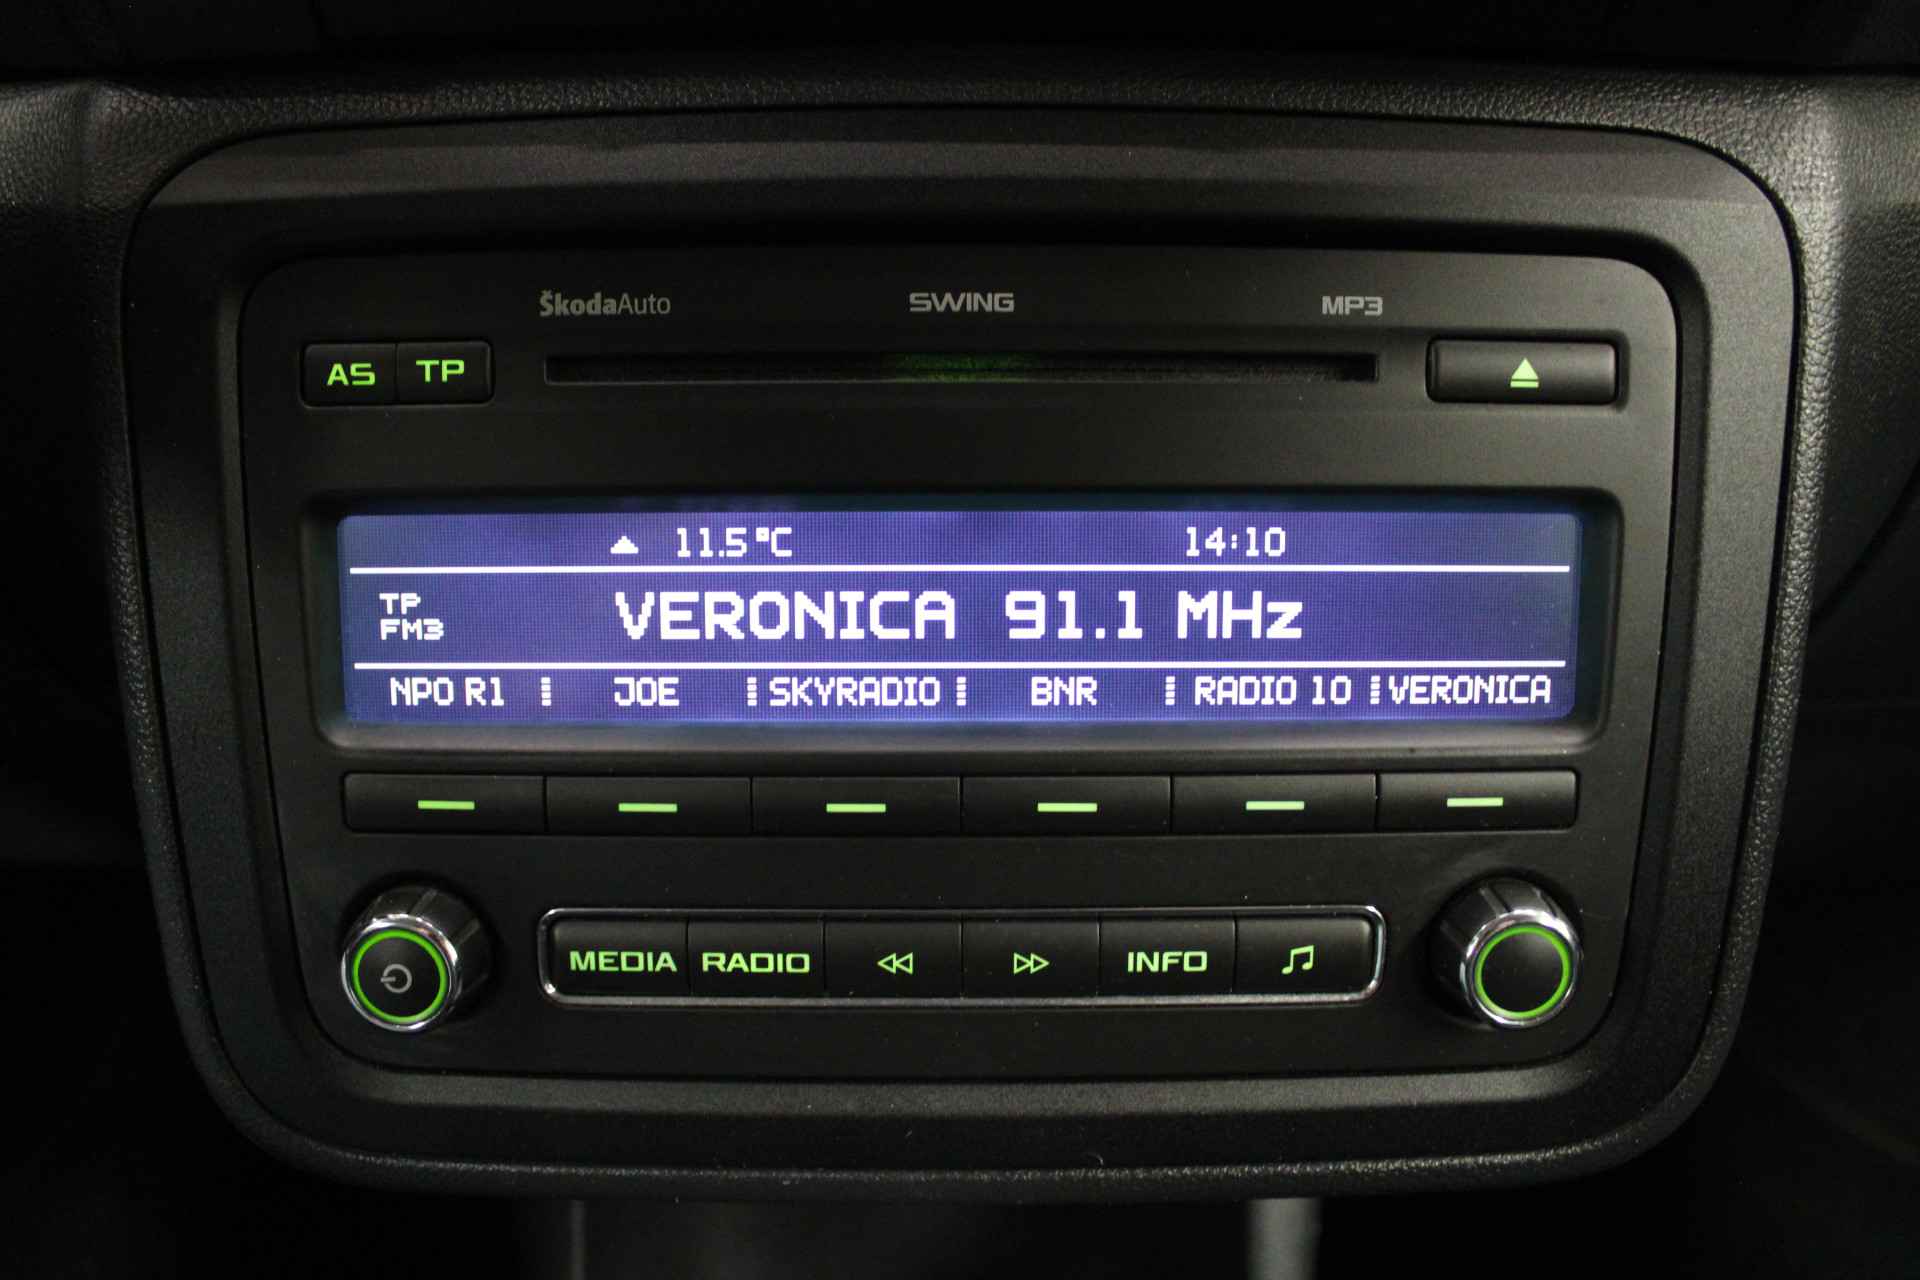 ŠkodaAuto SWING MP3
AS TP
11.5°C 14:10
TP
FM3
VERONICA 91.1 MHz
NPO R1 JOE SKYRADIO BNR RADIO 10 VERONICA
MEDIA RADIO INFO